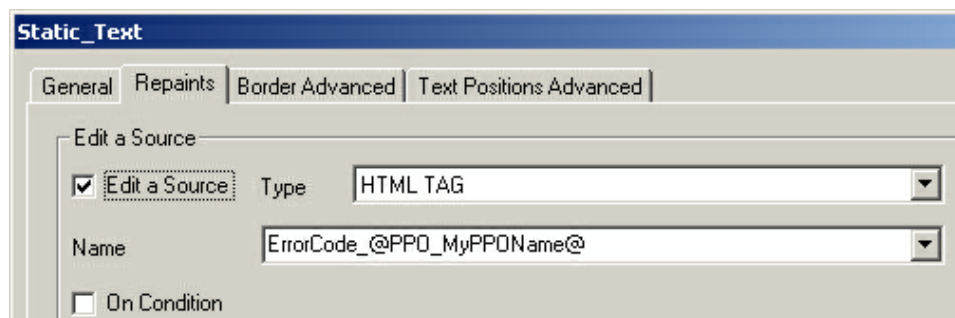 Static_Text
General Repaints Border Advanced Text Positions Advanced
Edit a Source
Edit a Source Type HTML TAG
Name ErrorCode_@PPO_MyPPOName@
On Condition